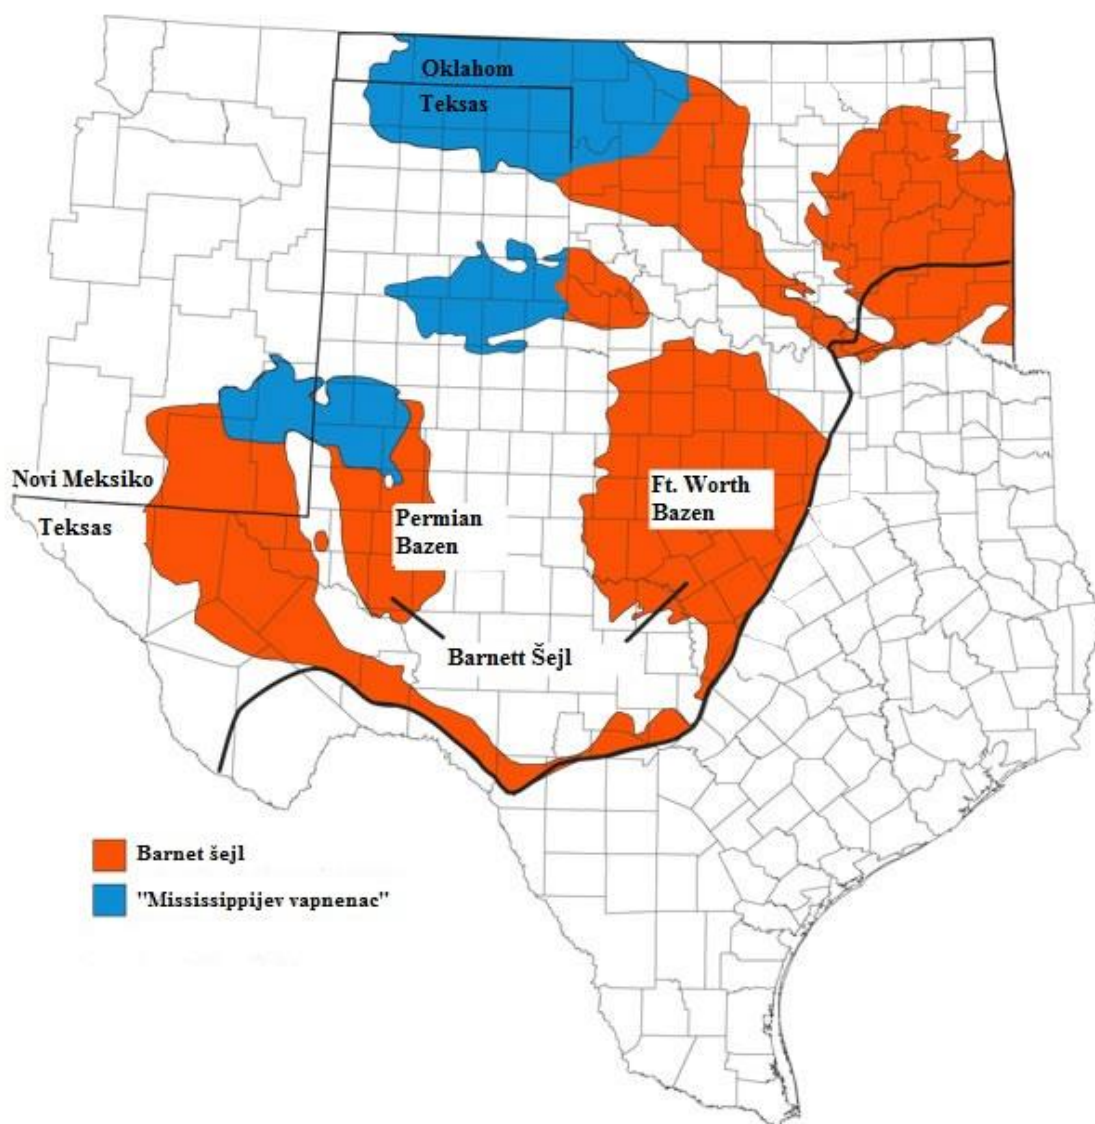 Oklahom
Teksas
Novi Meksiko
Teksas
Permian
Bazen
Ft. Worth
Bazen
Barnett Šejl
Barnet šejl
"Mississippijev vapnenac"